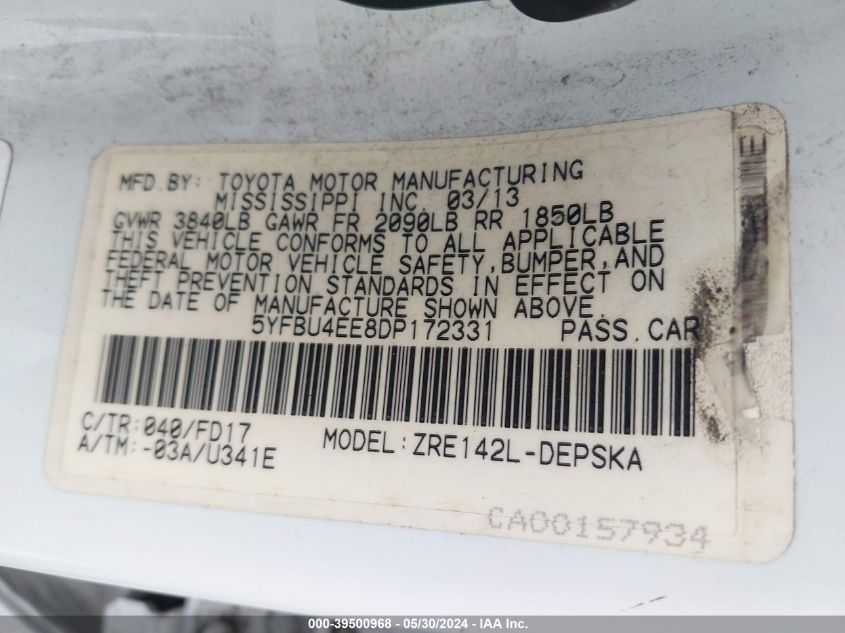 MFD.BY: TOYOTA MOTOR MANUFACTURING
MISSISSIPPI INC. 03/13
GVWR 3840LB GAWR FR 2090LB RR 1850LB
THIS VEHICLE CONFORMS TO ALL APPLICABLE
FEDERAL MOTOR VEHICLE SAFETY,BUMPER,AND
THEFT PREVENTION STANDARDS IN EFFECT ON
THE DATE OF MANUFACTURE SHOWN ABOVE.
5YFBU4EE8DP172331 PASS.CAR
C/TR:040/FD17
A/TM:-03A/U341E
MODEL:ZRE142L-DEPSKA
CA00157934
000-39500968 - 05/30/2024 - IAA Inc.